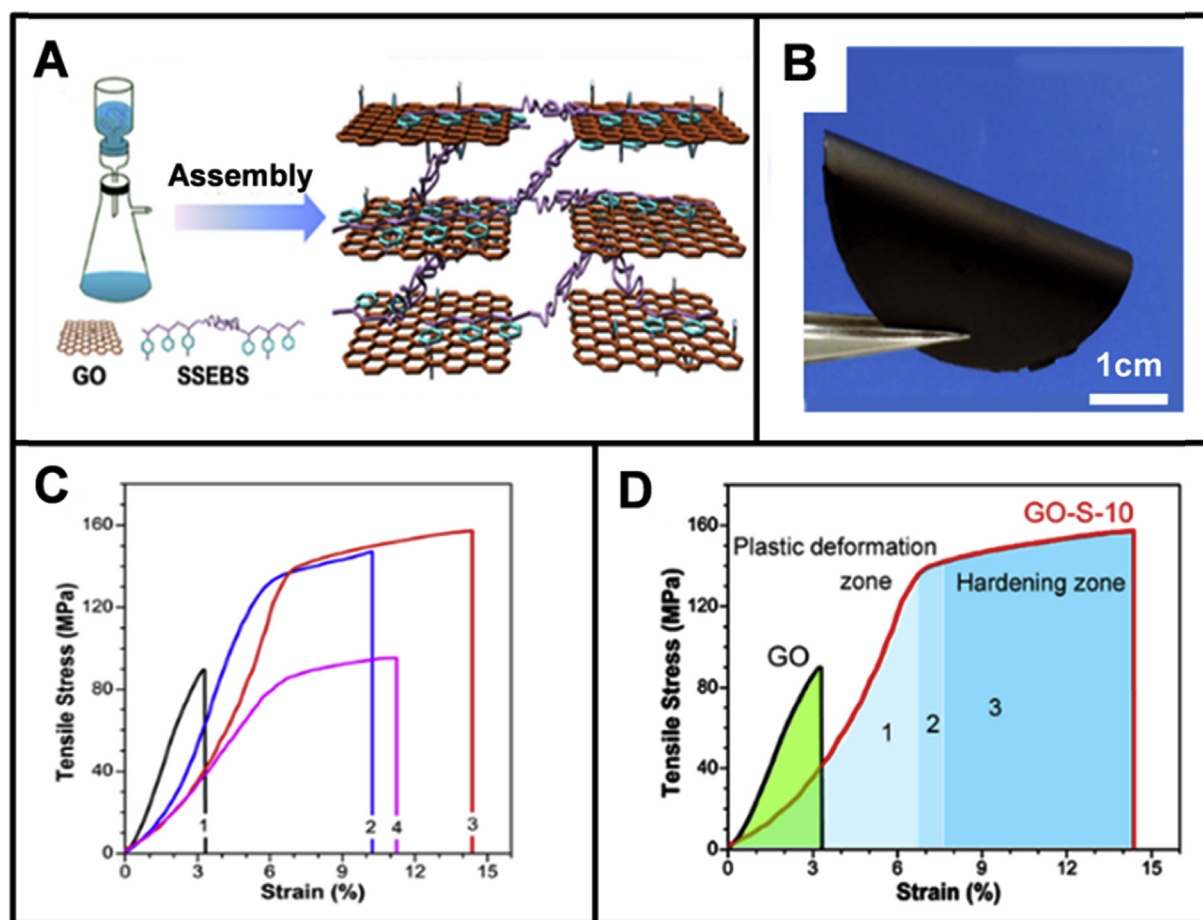 A
Assembly
GO
SSEBS
B
1cm
C
Tensile Stress (MPa)
160
120
80
40
0
1
2
4
3
0
3
6
9
12
15
Strain (%)
D
Tensile Stress (MPa)
160
120
80
40
0
GO-S-10
Plastic deformation
zone
Hardening zone
GO
1
2
3
0
3
6
9
12
15
Strain (%)